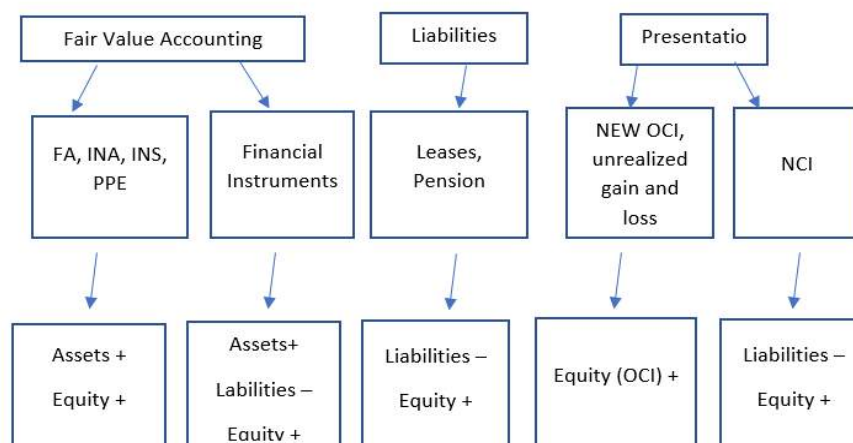 Fair Value Accounting
Liabilities
Presentatio
FA, INA, INS,
PPE
Financial
Instruments
Leases,
Pension
NEW OCI,
unrealized
gain and
loss
NCI
Assets +
Equity +
Assets+
Labilities –
Equity +
Liabilities –
Equity +
Equity (OCI) +
Liabilities –
Equity +